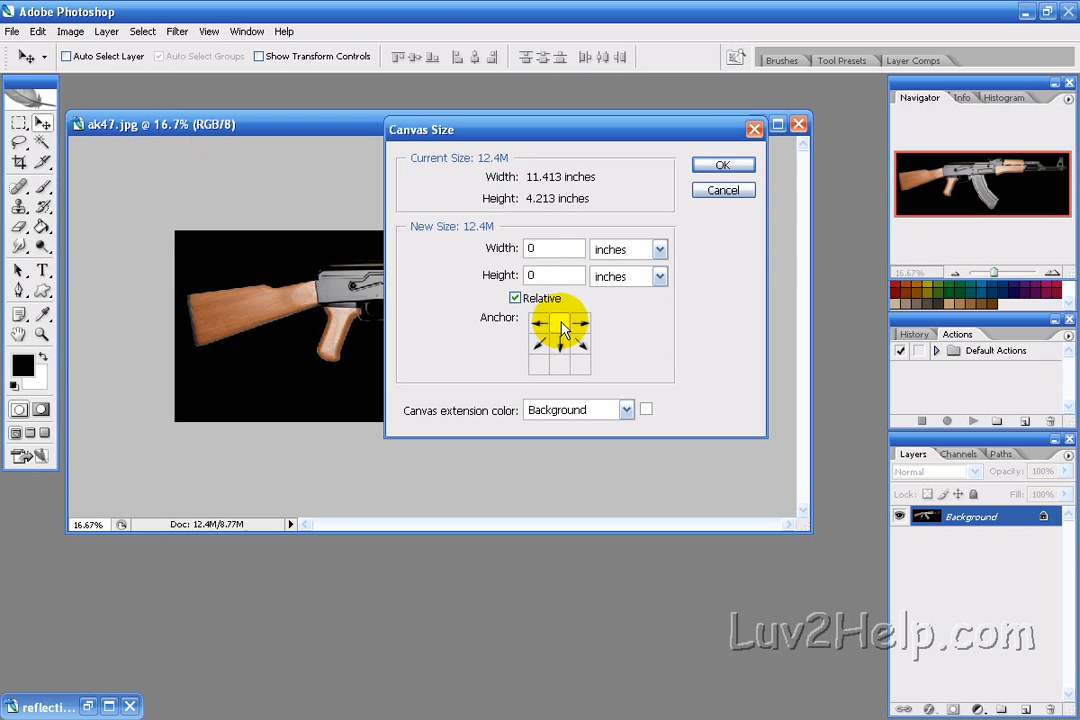 Adobe Photoshop
File Edit Image Layer Select Filter View Window Help
Auto Select Layer Auto Select Groups Show Transform Controls
Brushes Tool Presets Layer Comps
Navigator Info Histogram
ak47.jpg @ 16.7% (RGB/8)
Canvas Size
Current Size: 12.4M
OK
Width: 11.413 inches
Cancel
Height: 4.213 inches
New Size: 12.4M
Width: 0 inches
Height: 0 inches
Relative
Anchor:
Canvas extension color: Background
16.67%
History Actions
Default Actions
Layers Channels Paths
Normal Opacity: 100%
Lock: Fill: 100%
Background
16.67% Doc: 12.4M/8.77M
Luv2Help.com
reflecti...